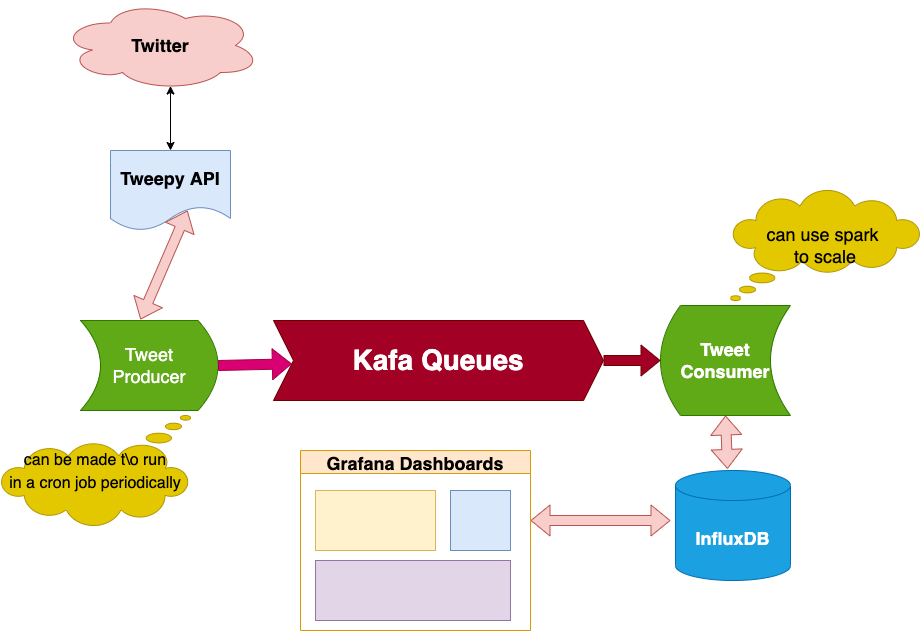 Twitter
Tweepy API
can use spark
to scale
Tweet
Producer
Kafa Queues
Tweet
Consumer
can be made t\o run
in a cron job periodically
Grafana Dashboards
InfluxDB